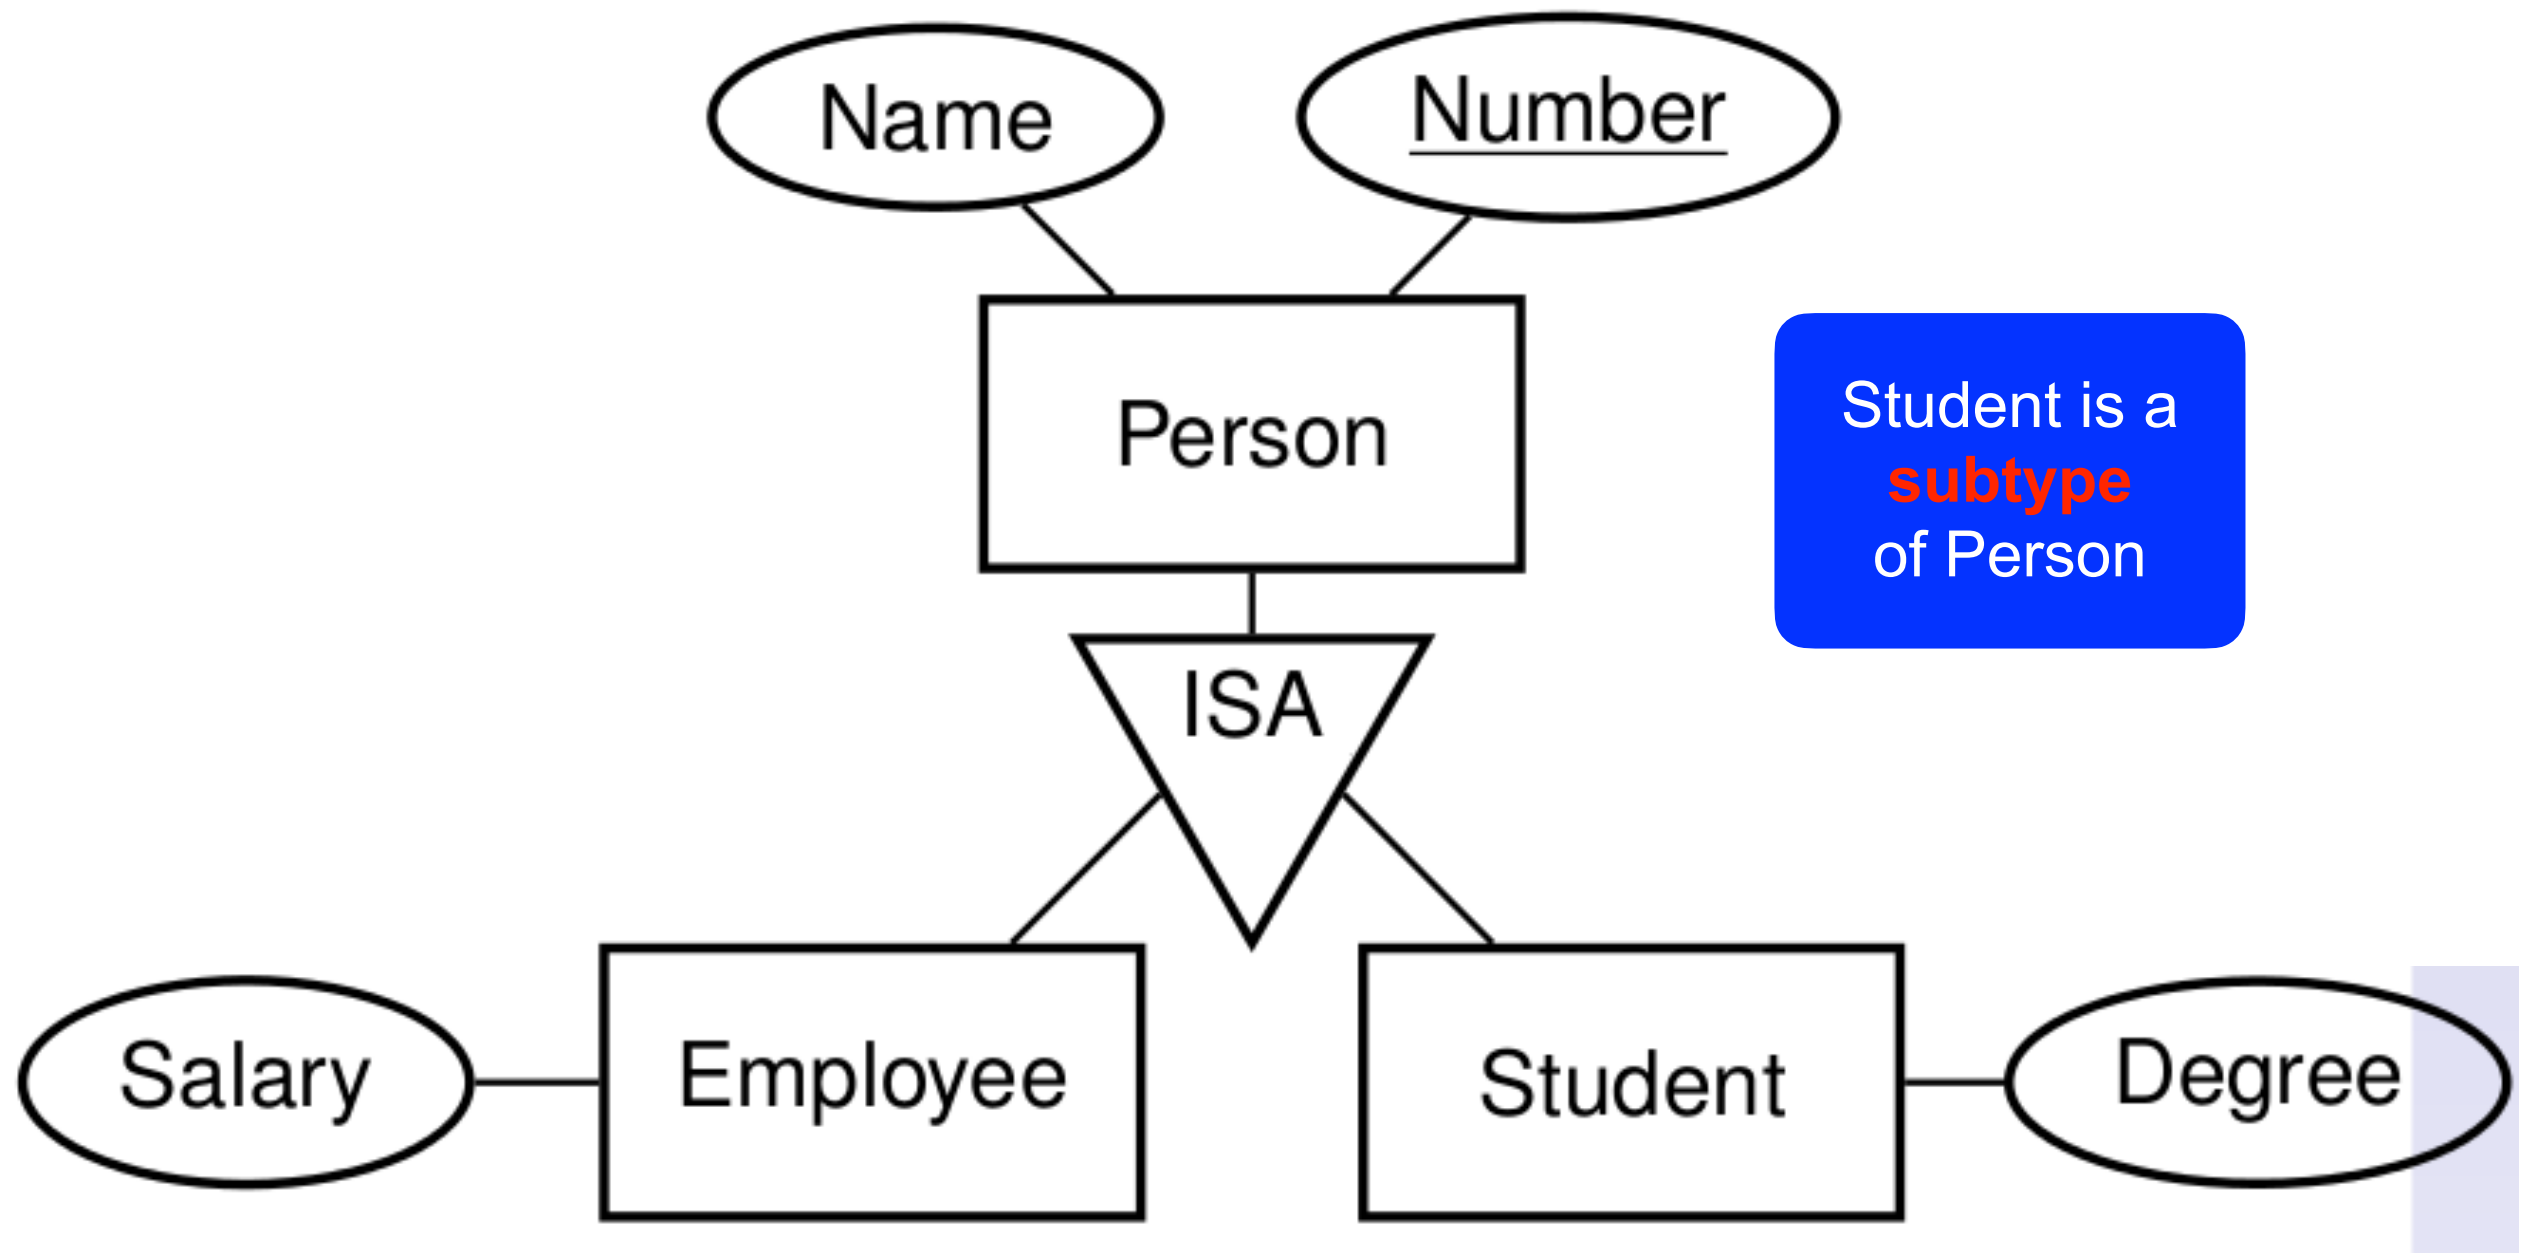 Name
Number
Person
Student is a
subtype
of Person
ISA
Salary
Employee
Student
Degree